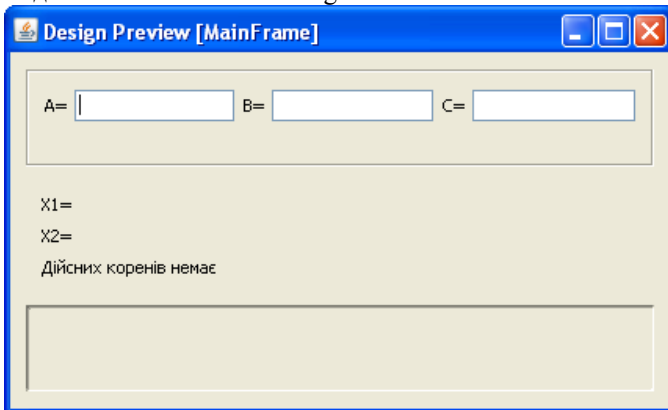 Design Preview [MainFrame]
A= B= C=
X1=
X2=
Дійсних коренів немає